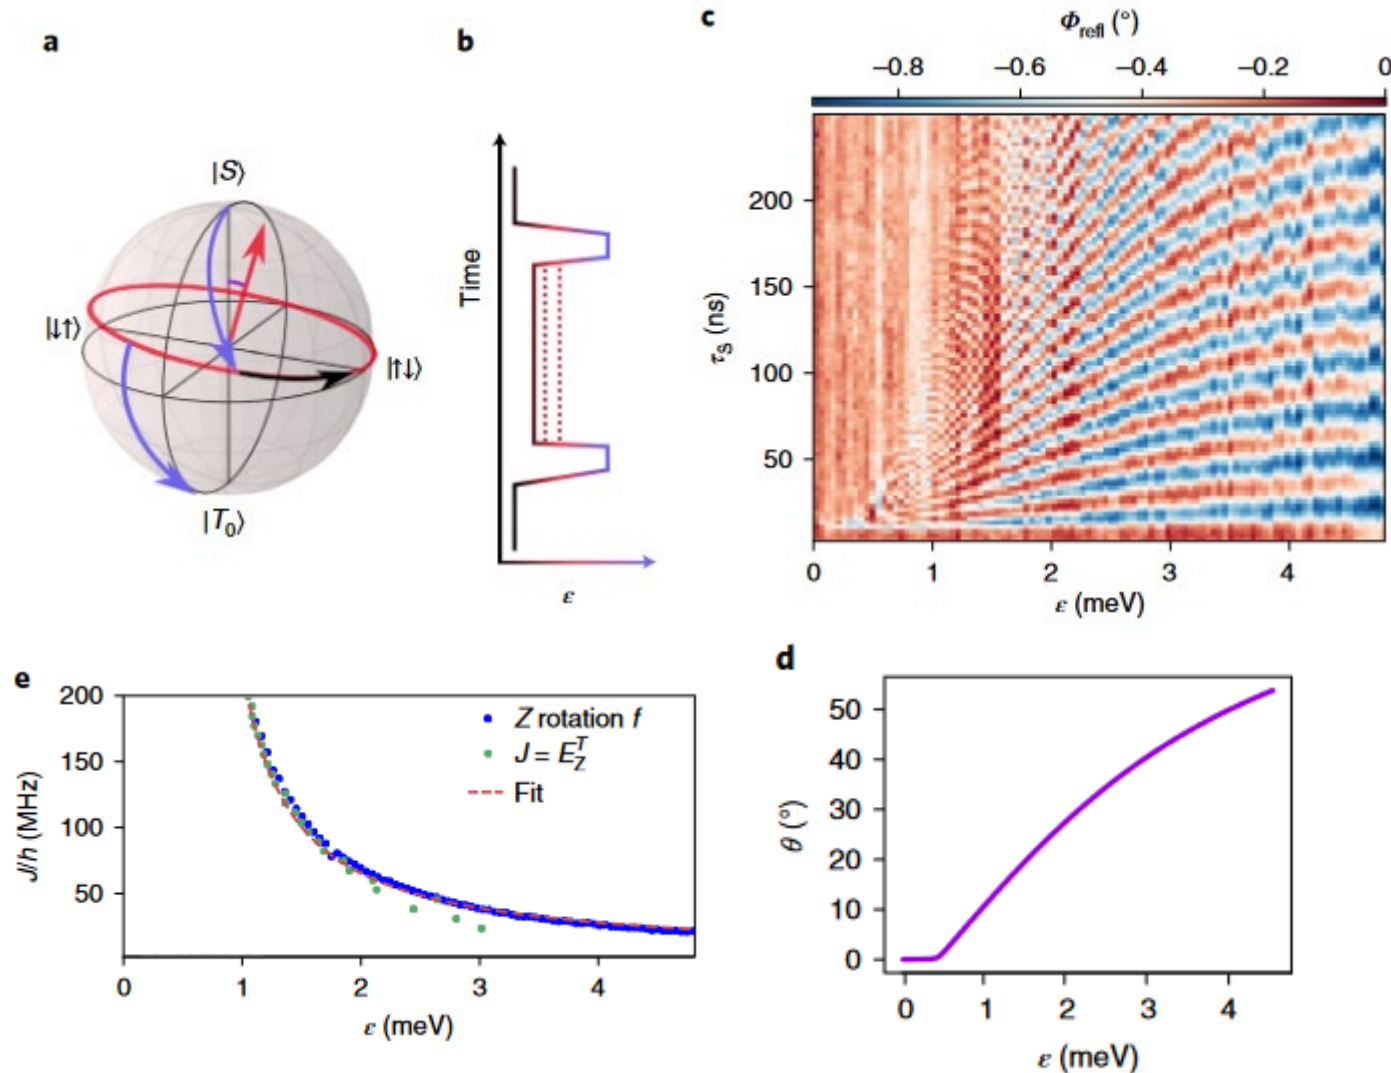 a
|S⟩
|↓↑⟩
|↑↓⟩
|T₀⟩
b
Time
ε
c
Φrefl (°)
−0.8 −0.6 −0.4 −0.2 0
τS (ns)
200
150
100
50
0 1 2 3 4
ε (meV)
e
J/h (MHz)
200
150
100
50
Z rotation f
J = E_Z^T
Fit
0 1 2 3 4
ε (meV)
d
θ (°)
50
40
30
20
10
0
0 1 2 3 4
ε (meV)